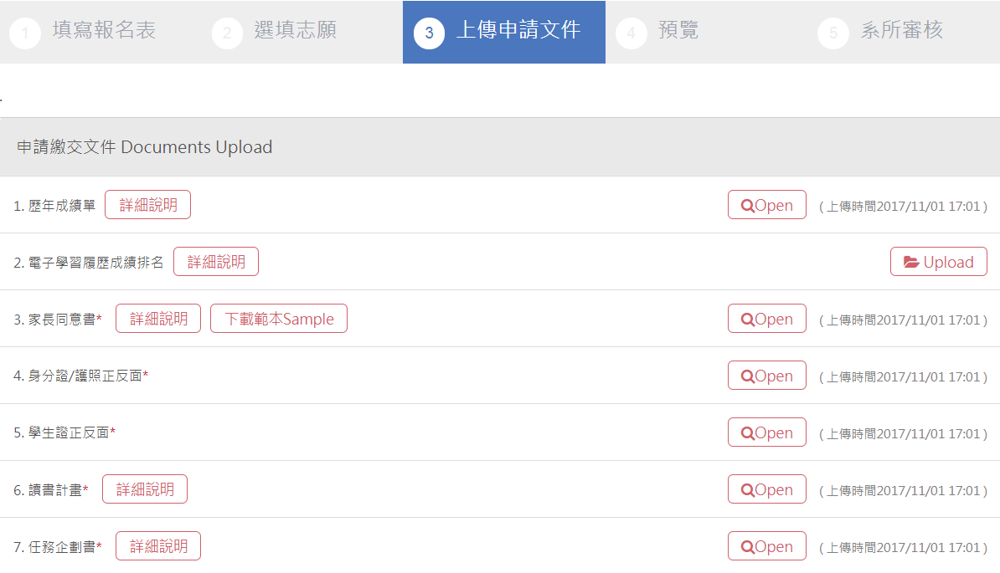 1 填寫報名表 2 選填志願 3 上傳申請文件 4 預覽 5 系所審核
.
申請繳交文件 Documents Upload
1. 歷年成績單 詳細說明 Open ( 上傳時間2017/11/01 17:01 )
2. 電子學習履歷成績排名 詳細說明 Upload
3. 家長同意書* 詳細說明 下載範本Sample Open ( 上傳時間2017/11/01 17:01 )
4. 身分證/護照正反面* Open ( 上傳時間2017/11/01 17:01 )
5. 學生證正反面* Open ( 上傳時間2017/11/01 17:01 )
6. 讀書計畫* 詳細說明 Open ( 上傳時間2017/11/01 17:01 )
7. 任務企劃書* 詳細說明 Open ( 上傳時間2017/11/01 17:01 )